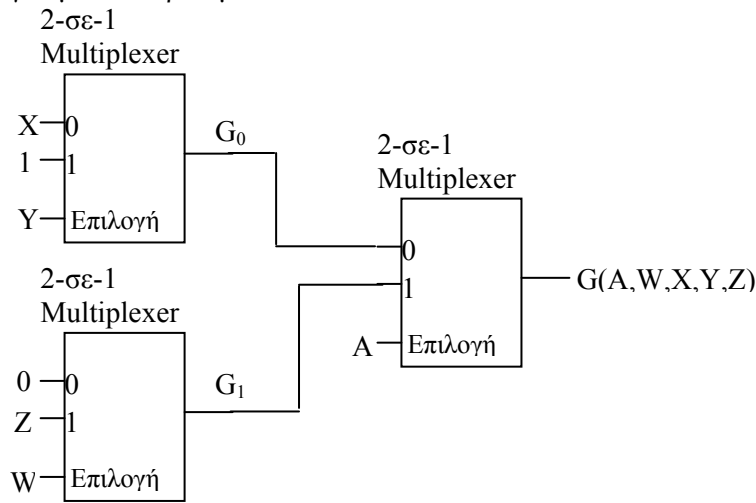 2-σε-1
Multiplexer
X 0
1 1
Y Επιλογή
G₀
2-σε-1
Multiplexer
0
1
A Επιλογή
G(A,W,X,Y,Z)
2-σε-1
Multiplexer
0 0
Z 1
W Επιλογή
G₁